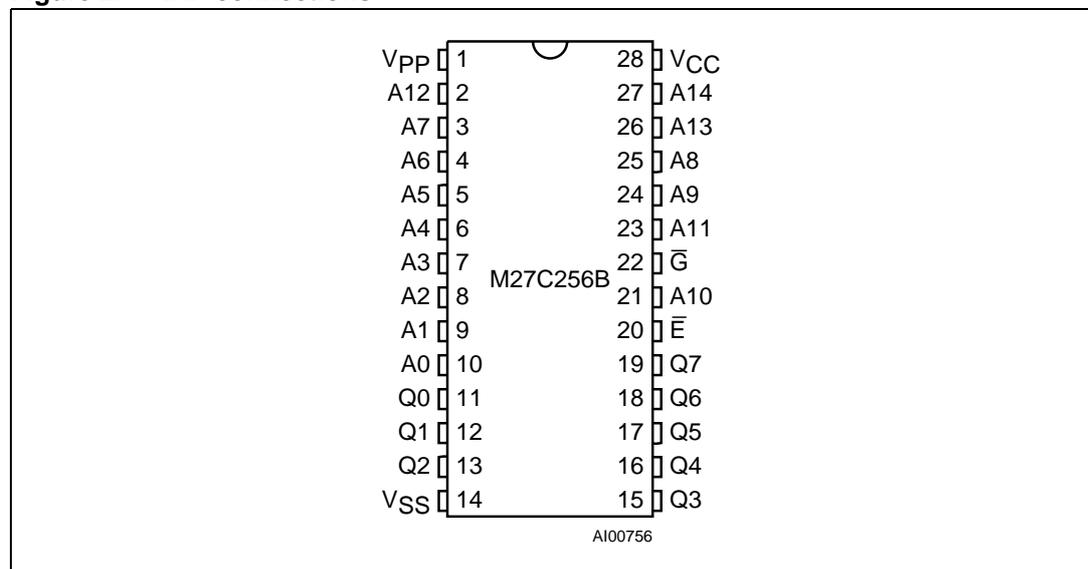 VPP 1 28 VCC
A12 2 27 A14
A7 3 26 A13
A6 4 25 A8
A5 5 24 A9
A4 6 23 A11
A3 7 22 G̅
M27C256B
A2 8 21 A10
A1 9 20 E̅
A0 10 19 Q7
Q0 11 18 Q6
Q1 12 17 Q5
Q2 13 16 Q4
VSS 14 15 Q3
AI00756